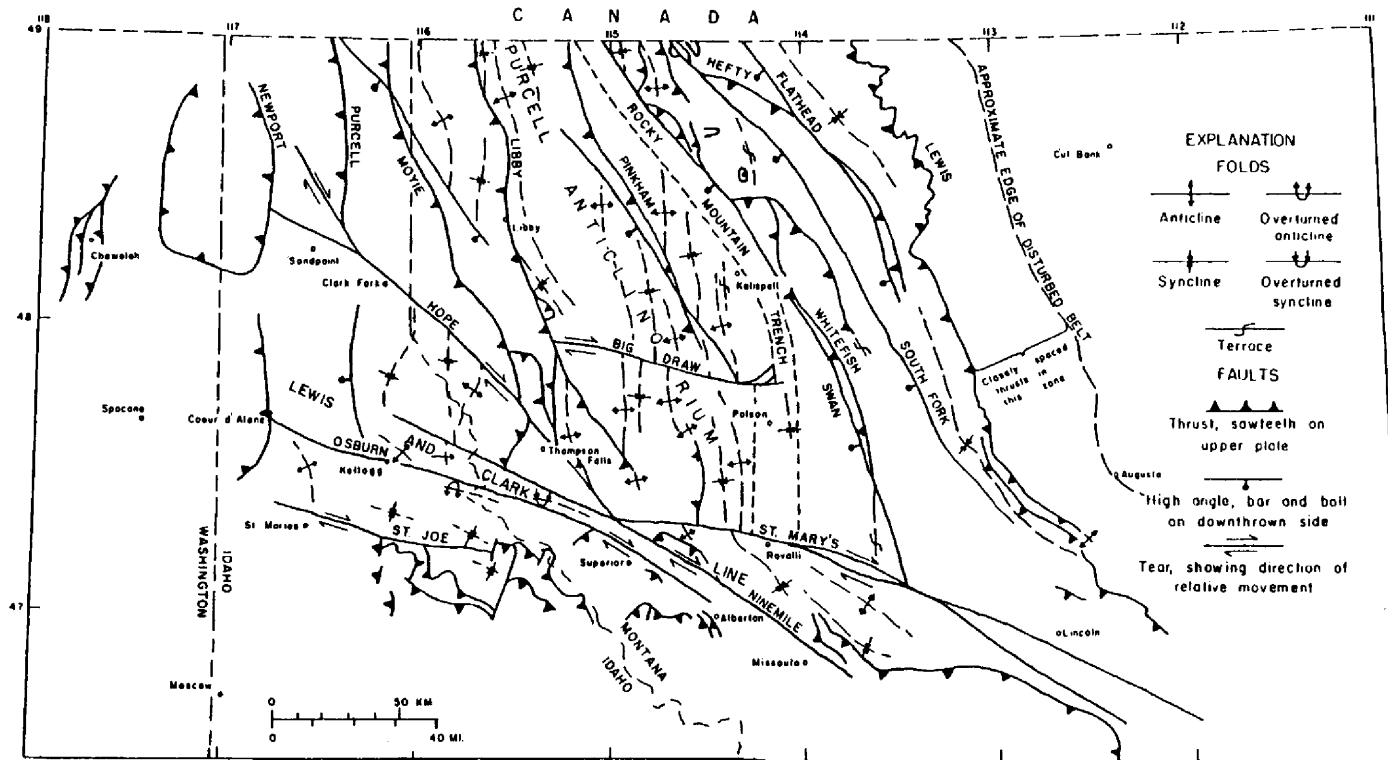 C A N A D A
118
117
116
115
114
113
112
111
49
48
47
NEWPORT
PURCELL
MOYIE
LIBBY
PURCELL
ANTICLINORIUM
PINKHAM
ROCKY MOUNTAIN TRENCH
HEFTY
FLATHEAD
LEWIS
APPROXIMATE EDGE OF DISTURBED BELT
Cut Bank
Chewelah
Sandpoint
Clark Fork
Libby
Kalispell
HOPE
BIG DRAW
WHITEFISH
SWAN
SOUTH FORK
Closely spaced
thrusts in
this zone
Augusta
Spocane
Coeur d'Alene
LEWIS AND CLARK LINE
OSBURN
Kellogg
Thompson
Falls
Polson
St Maries
ST. JOE
Superior
ST. MARY'S
Ravalli
NINEMILE
Alberton
Missoula
Lincoln
Moscow
WASHINGTON
IDAHO
MONTANA
IDAHO
0 50 KM
0 40 MI.
EXPLANATION
FOLDS
Anticline
Overturned
anticline
Syncline
Overturned
syncline
Terrace
FAULTS
Thrust, sawteeth on
upper plate
High angle, bar and ball
on downthrown side
Tear, showing direction of
relative movement